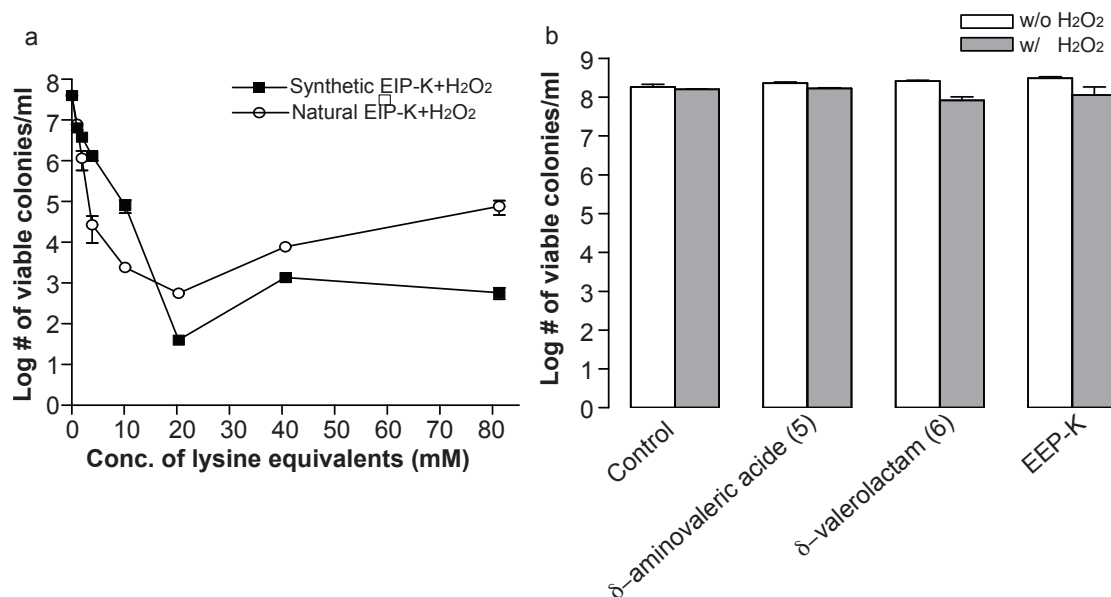 a
Log # of viable colonies/ml
8
7
6
5
4
3
2
1
0
Synthetic EIP-K+H2O2
Natural EIP-K+H2O2
0 10 20 30 40 50 60 70 80
Conc. of lysine equivalents (mM)
b
w/o H2O2
w/ H2O2
Log # of viable colonies/ml
9
8
7
6
5
4
3
2
1
0
Control
δ–aminovaleric acide (5)
δ–valerolactam (6)
EEP-K